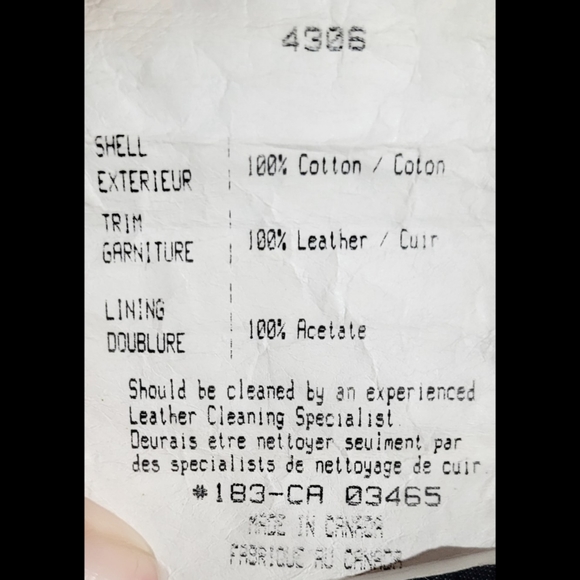 4306
SHELL
EXTERIEUR
100% Cotton / Coton
TRIM
GARNITURE
100% Leather / Cuir
LINING
DOUBLURE
100% Acetate
Should be cleaned by an experienced
Leather Cleaning Specialist.
Deurais etre nettoyer seulment par
des specialists de nettoyage de cuir.
#183-CA 03465
MADE IN CANADA
FABRIQUE AU CANADA